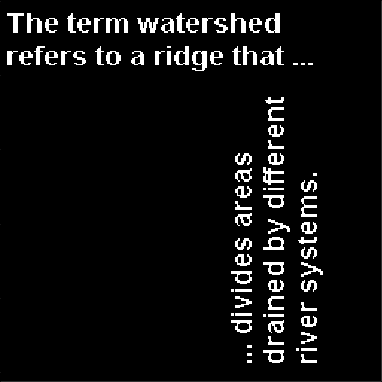 The term watershed
refers to a ridge that ...
... divides areas
drained by different
river systems.